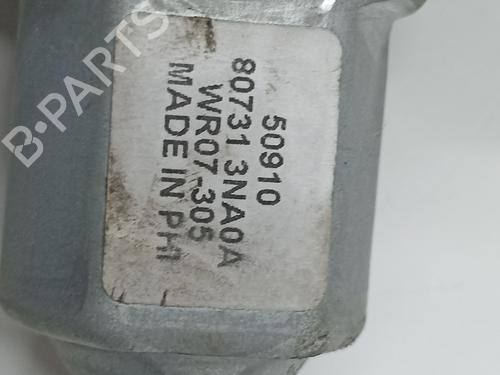 50910
80731 3NA0A
WR07-305
MADE IN PHI
B-PARTS